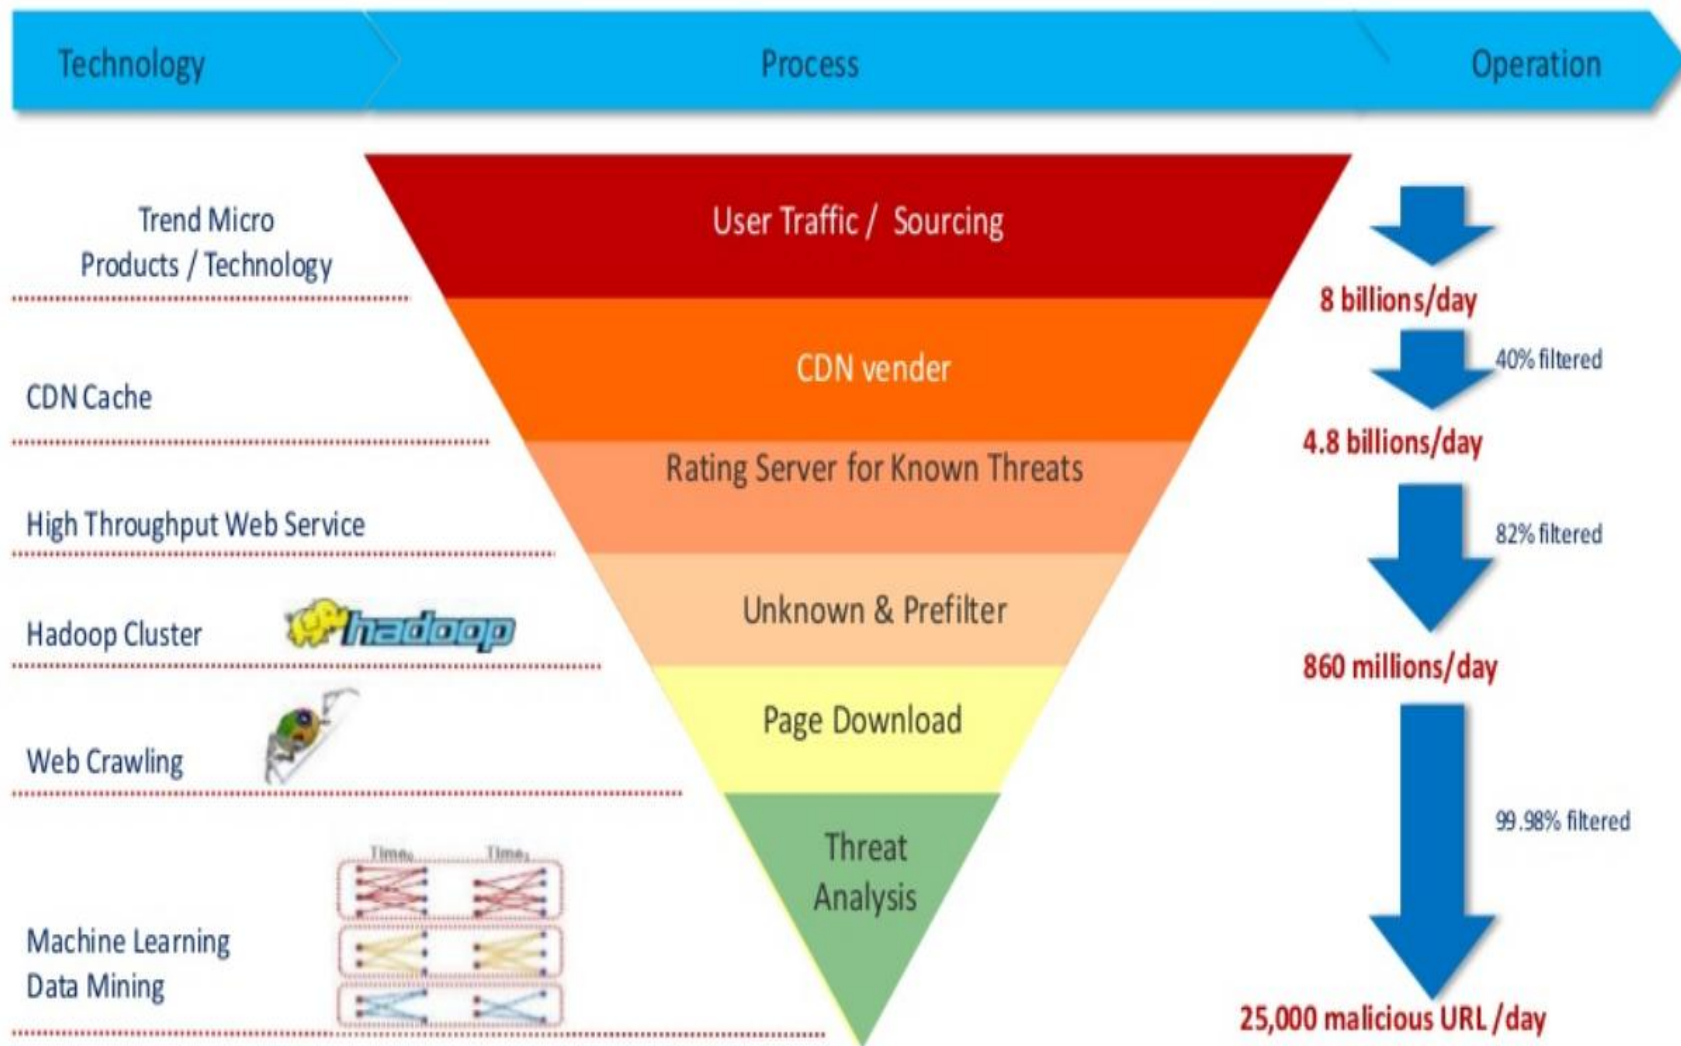 Technology
Process
Operation
Trend Micro
Products / Technology
User Traffic / Sourcing
8 billions/day
40% filtered
CDN Cache
CDN vender
4.8 billions/day
Rating Server for Known Threats
High Throughput Web Service
82% filtered
Hadoop Cluster
hadoop
Unknown & Prefilter
860 millions/day
Web Crawling
Page Download
99.98% filtered
Threat
Analysis
Time₀
Time₁
Machine Learning
Data Mining
25,000 malicious URL /day